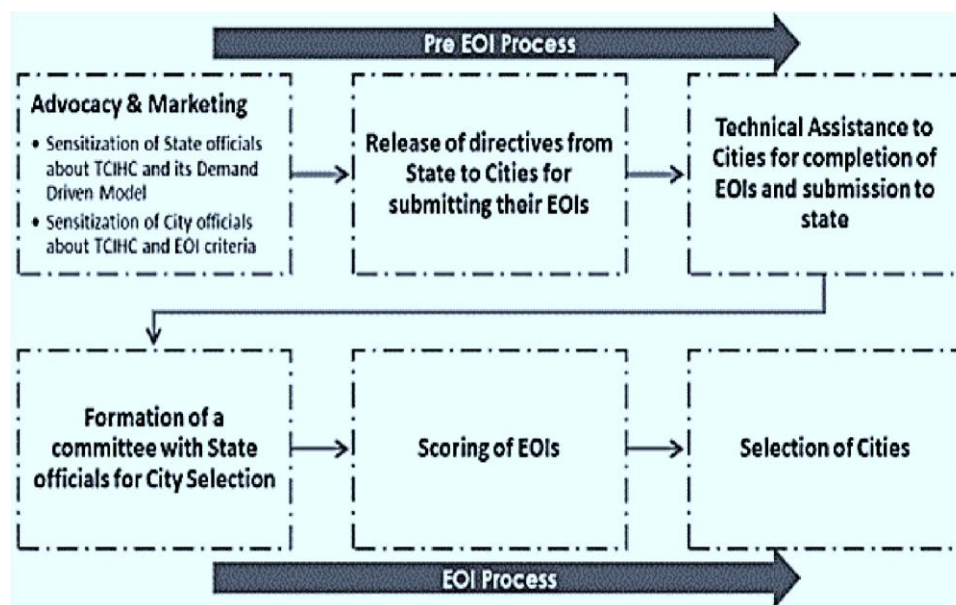 Pre EOI Process
Advocacy & Marketing
• Sensitization of State officials
about TCIHC and its Demand
Driven Model
• Sensitization of City officials
about TCIHC and EOI criteria
Release of directives from
State to Cities for
submitting their EOIs
Technical Assistance to
Cities for completion of
EOIs and submission to
state
Formation of a
committee with State
officials for City Selection
Scoring of EOIs
Selection of Cities
EOI Process